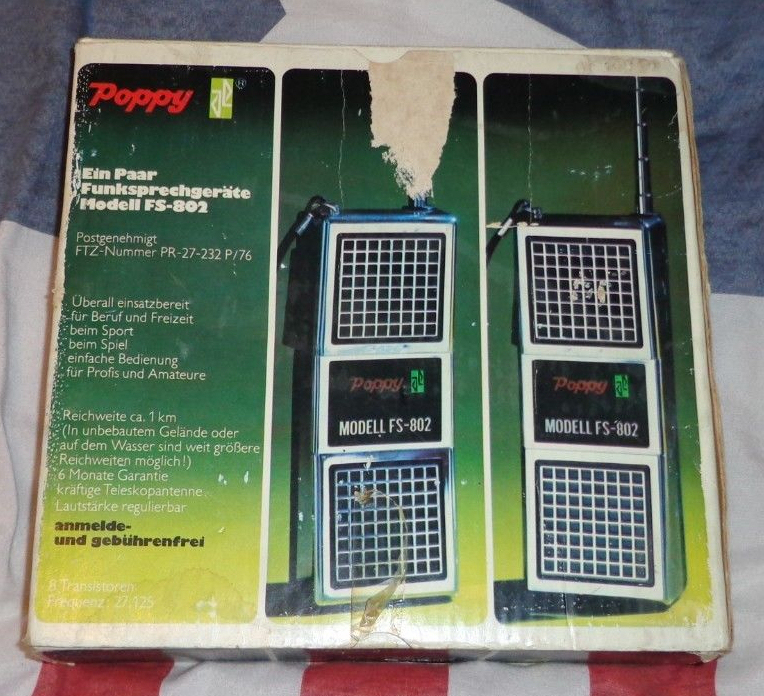 Poppy ae ®
Ein Paar
Funksprechgeräte
Modell FS-802
Postgenehmigt
FTZ-Nummer PR-27-232 P/76
Überall einsatzbereit
für Beruf und Freizeit
beim Sport
beim Spiel
einfache Bedienung
für Profis und Amateure
Reichweite ca. 1 km
(In unbebautem Gelände oder
auf dem Wasser sind weit größere
Reichweiten möglich!)
6 Monate Garantie
kräftige Teleskopantenne
Lautstärke regulierbar
anmelde-
und gebührenfrei
8 Transistoren
Frequenz: 27,125
Poppy ae
MODELL FS-802
Poppy ae
MODELL FS-802